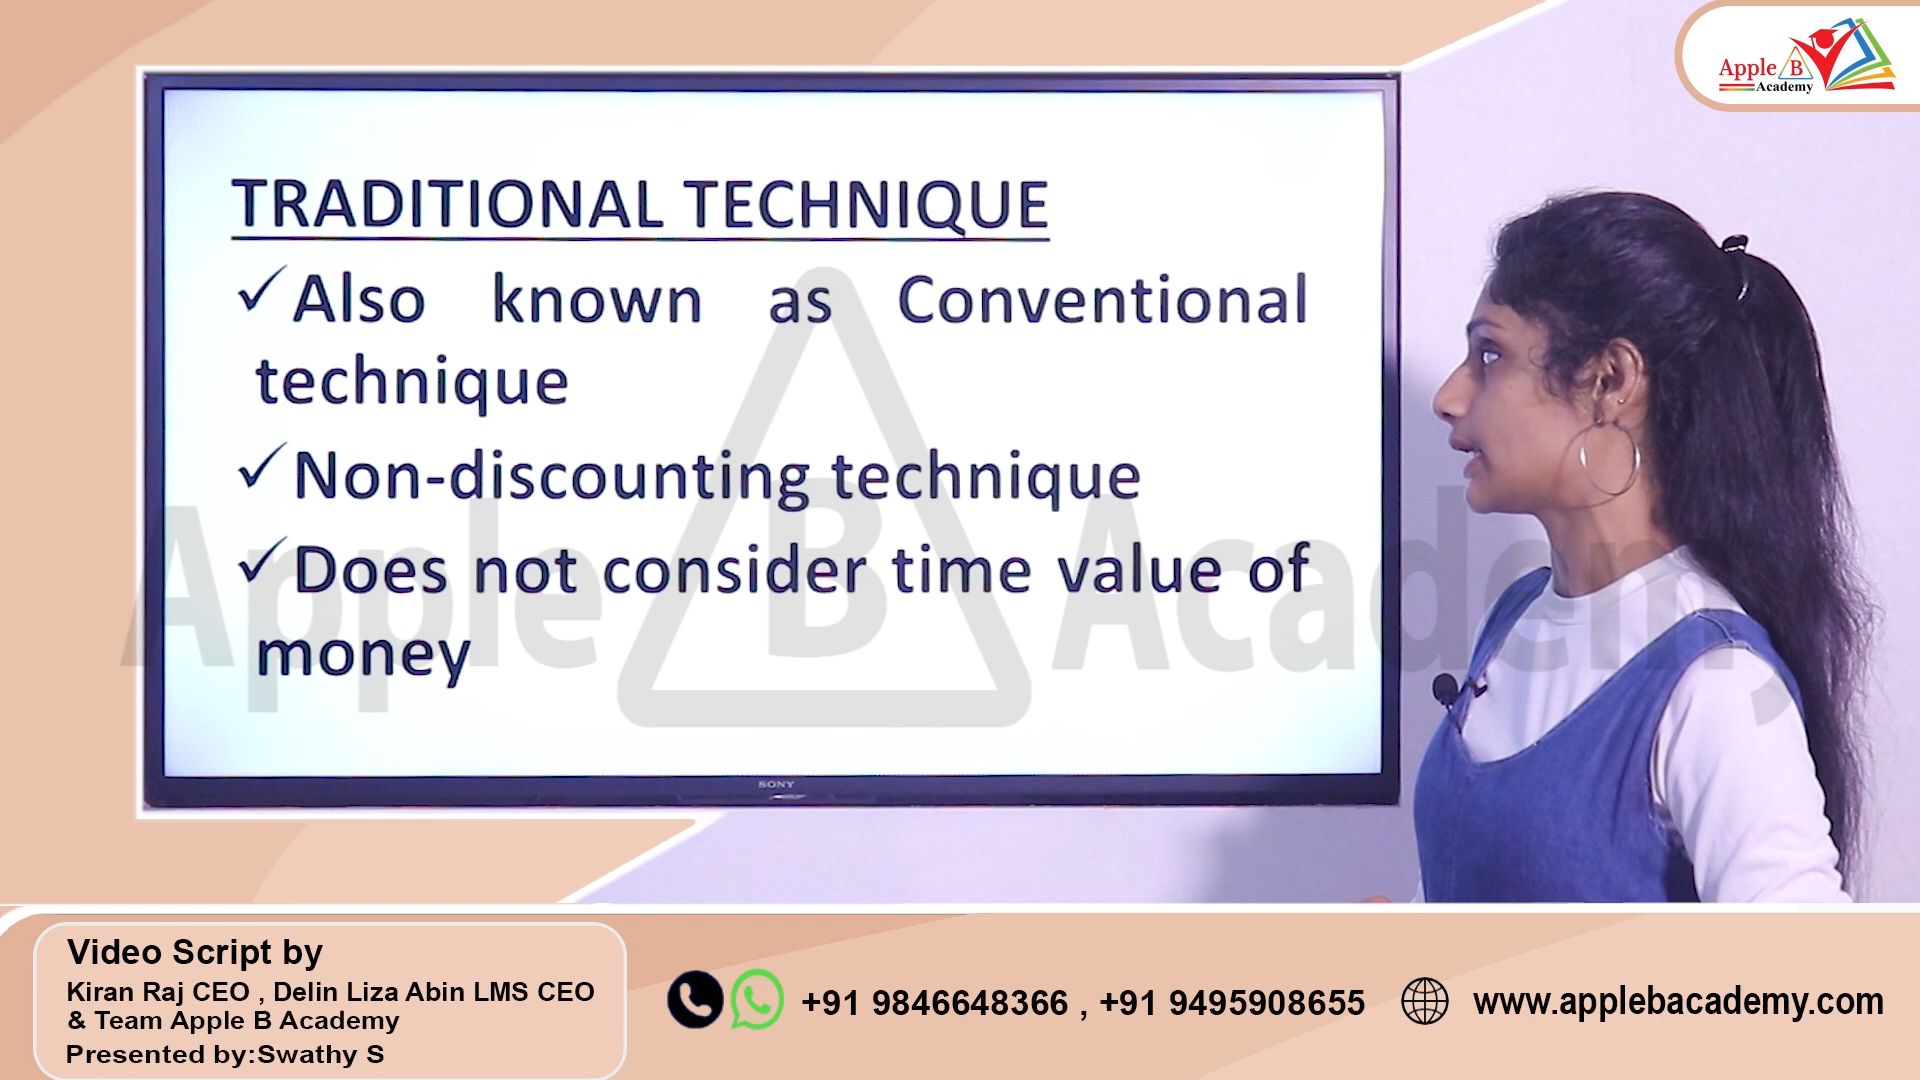 Apple B
Academy
TRADITIONAL TECHNIQUE
✓Also known as Conventional
technique
✓Non-discounting technique
✓Does not consider time value of
money
Apple B Academy
SONY
Video Script by
Kiran Raj CEO , Delin Liza Abin LMS CEO
& Team Apple B Academy
Presented by:Swathy S
+91 9846648366 , +91 9495908655
www.applebacademy.com